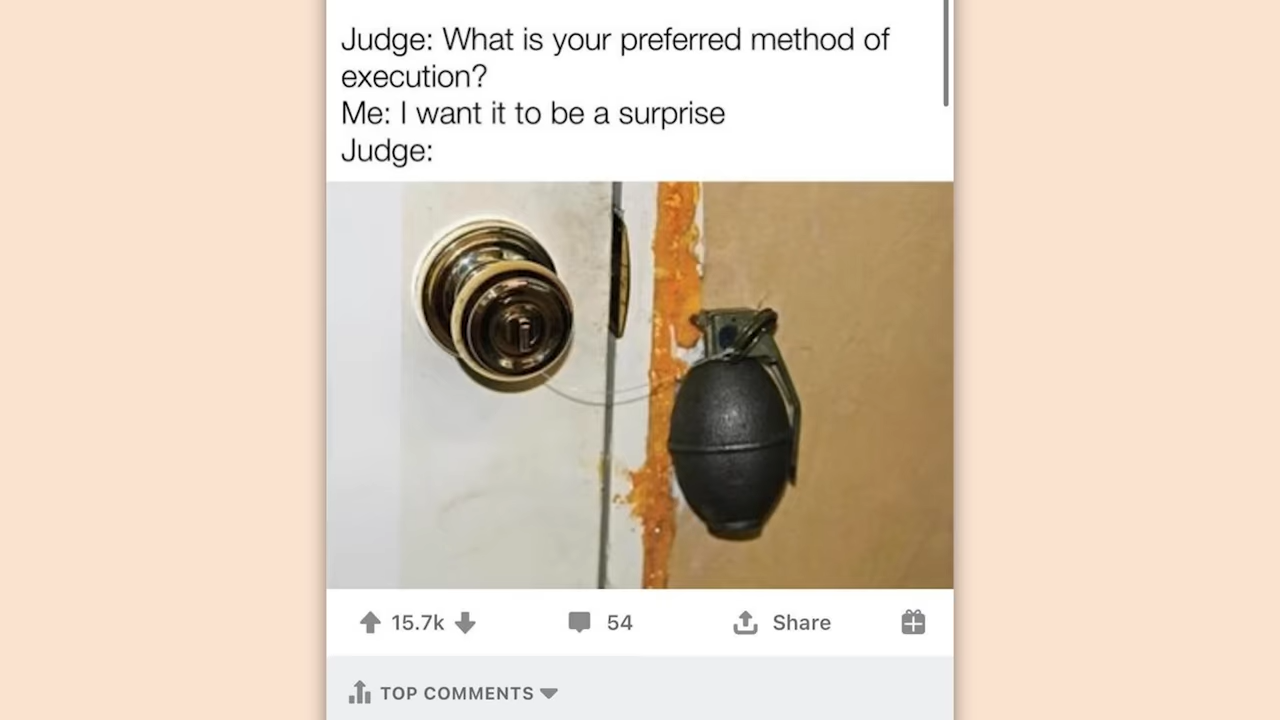 Judge: What is your preferred method of
execution?
Me: I want it to be a surprise
Judge:
15.7k 54 Share
TOP COMMENTS